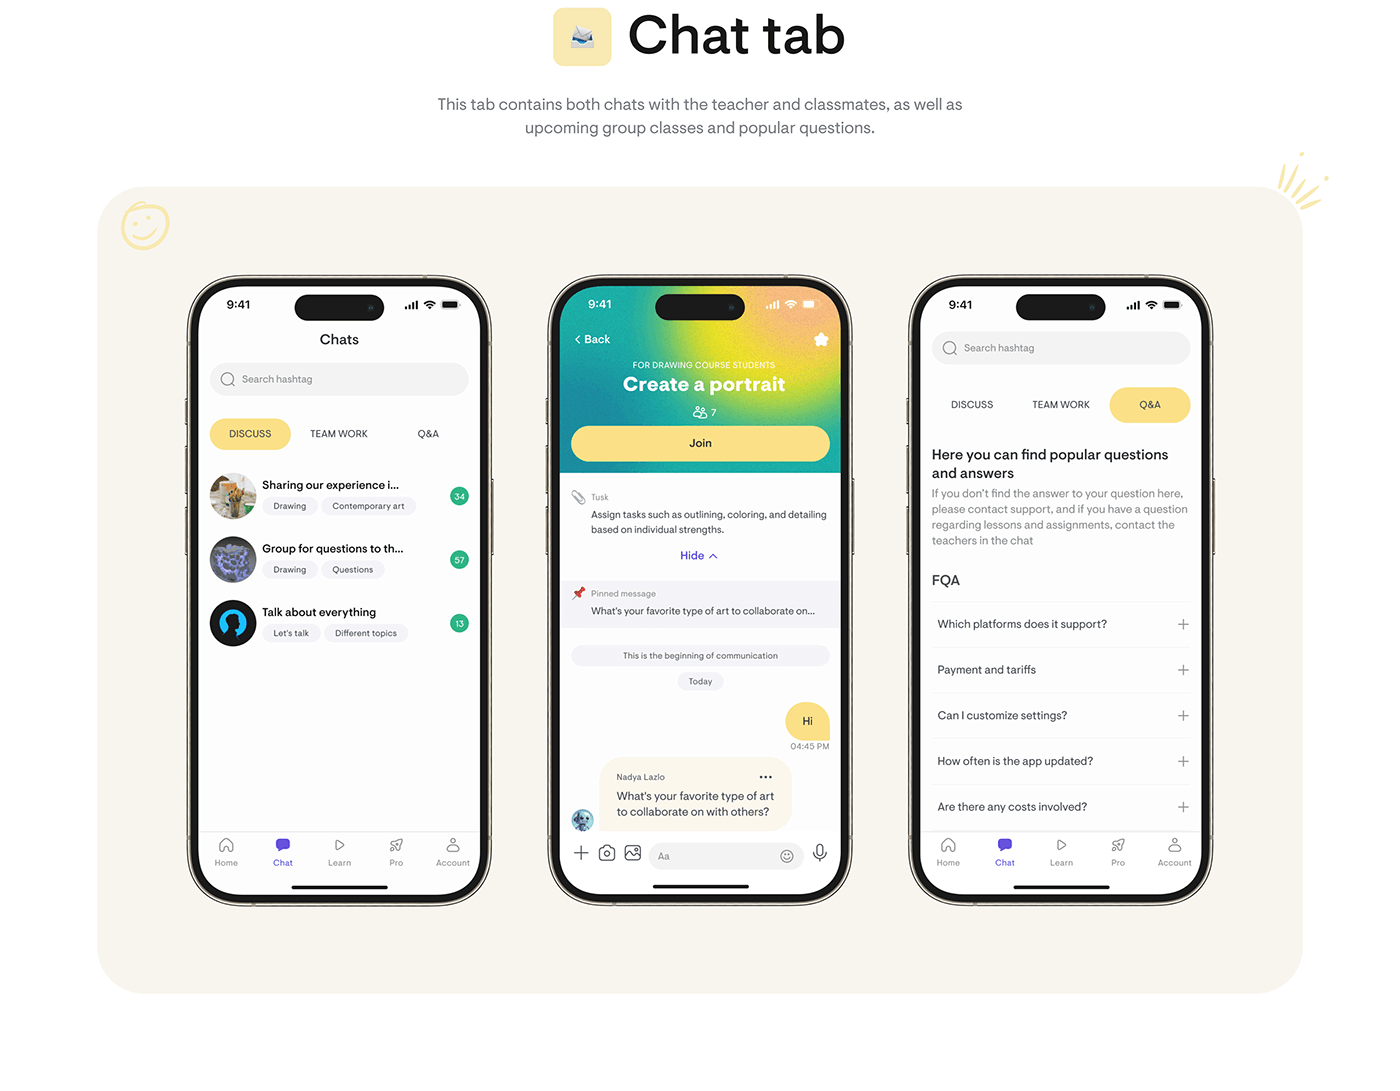 Chat tab
This tab contains both chats with the teacher and classmates, as well as
upcoming group classes and popular questions.
9:41
Chats
Search hashtag
DISCUSS TEAM WORK Q&A
Sharing our experience i...
Drawing Contemporary art
34
Group for questions to th...
Drawing Questions
57
Talk about everything
Let's talk Different topics
13
Home Chat Learn Pro Account
9:41
Back
FOR DRAWING COURSE STUDENTS
Create a portrait
7
Join
Tusk
Assign tasks such as outlining, coloring, and detailing
based on individual strengths.
Hide
Pinned message
What's your favorite type of art to collaborate on...
This is the beginning of communication
Today
Hi
04:45 PM
Nadya Lazlo
What's your favorite type of art
to collaborate on with others?
Aa
9:41
Search hashtag
DISCUSS TEAM WORK Q&A
Here you can find popular questions
and answers
If you don't find the answer to your question here,
please contact support, and if you have a question
regarding lessons and assignments, contact the
teachers in the chat
FQA
Which platforms does it support?
Payment and tariffs
Can I customize settings?
How often is the app updated?
Are there any costs involved?
Home Chat Learn Pro Account